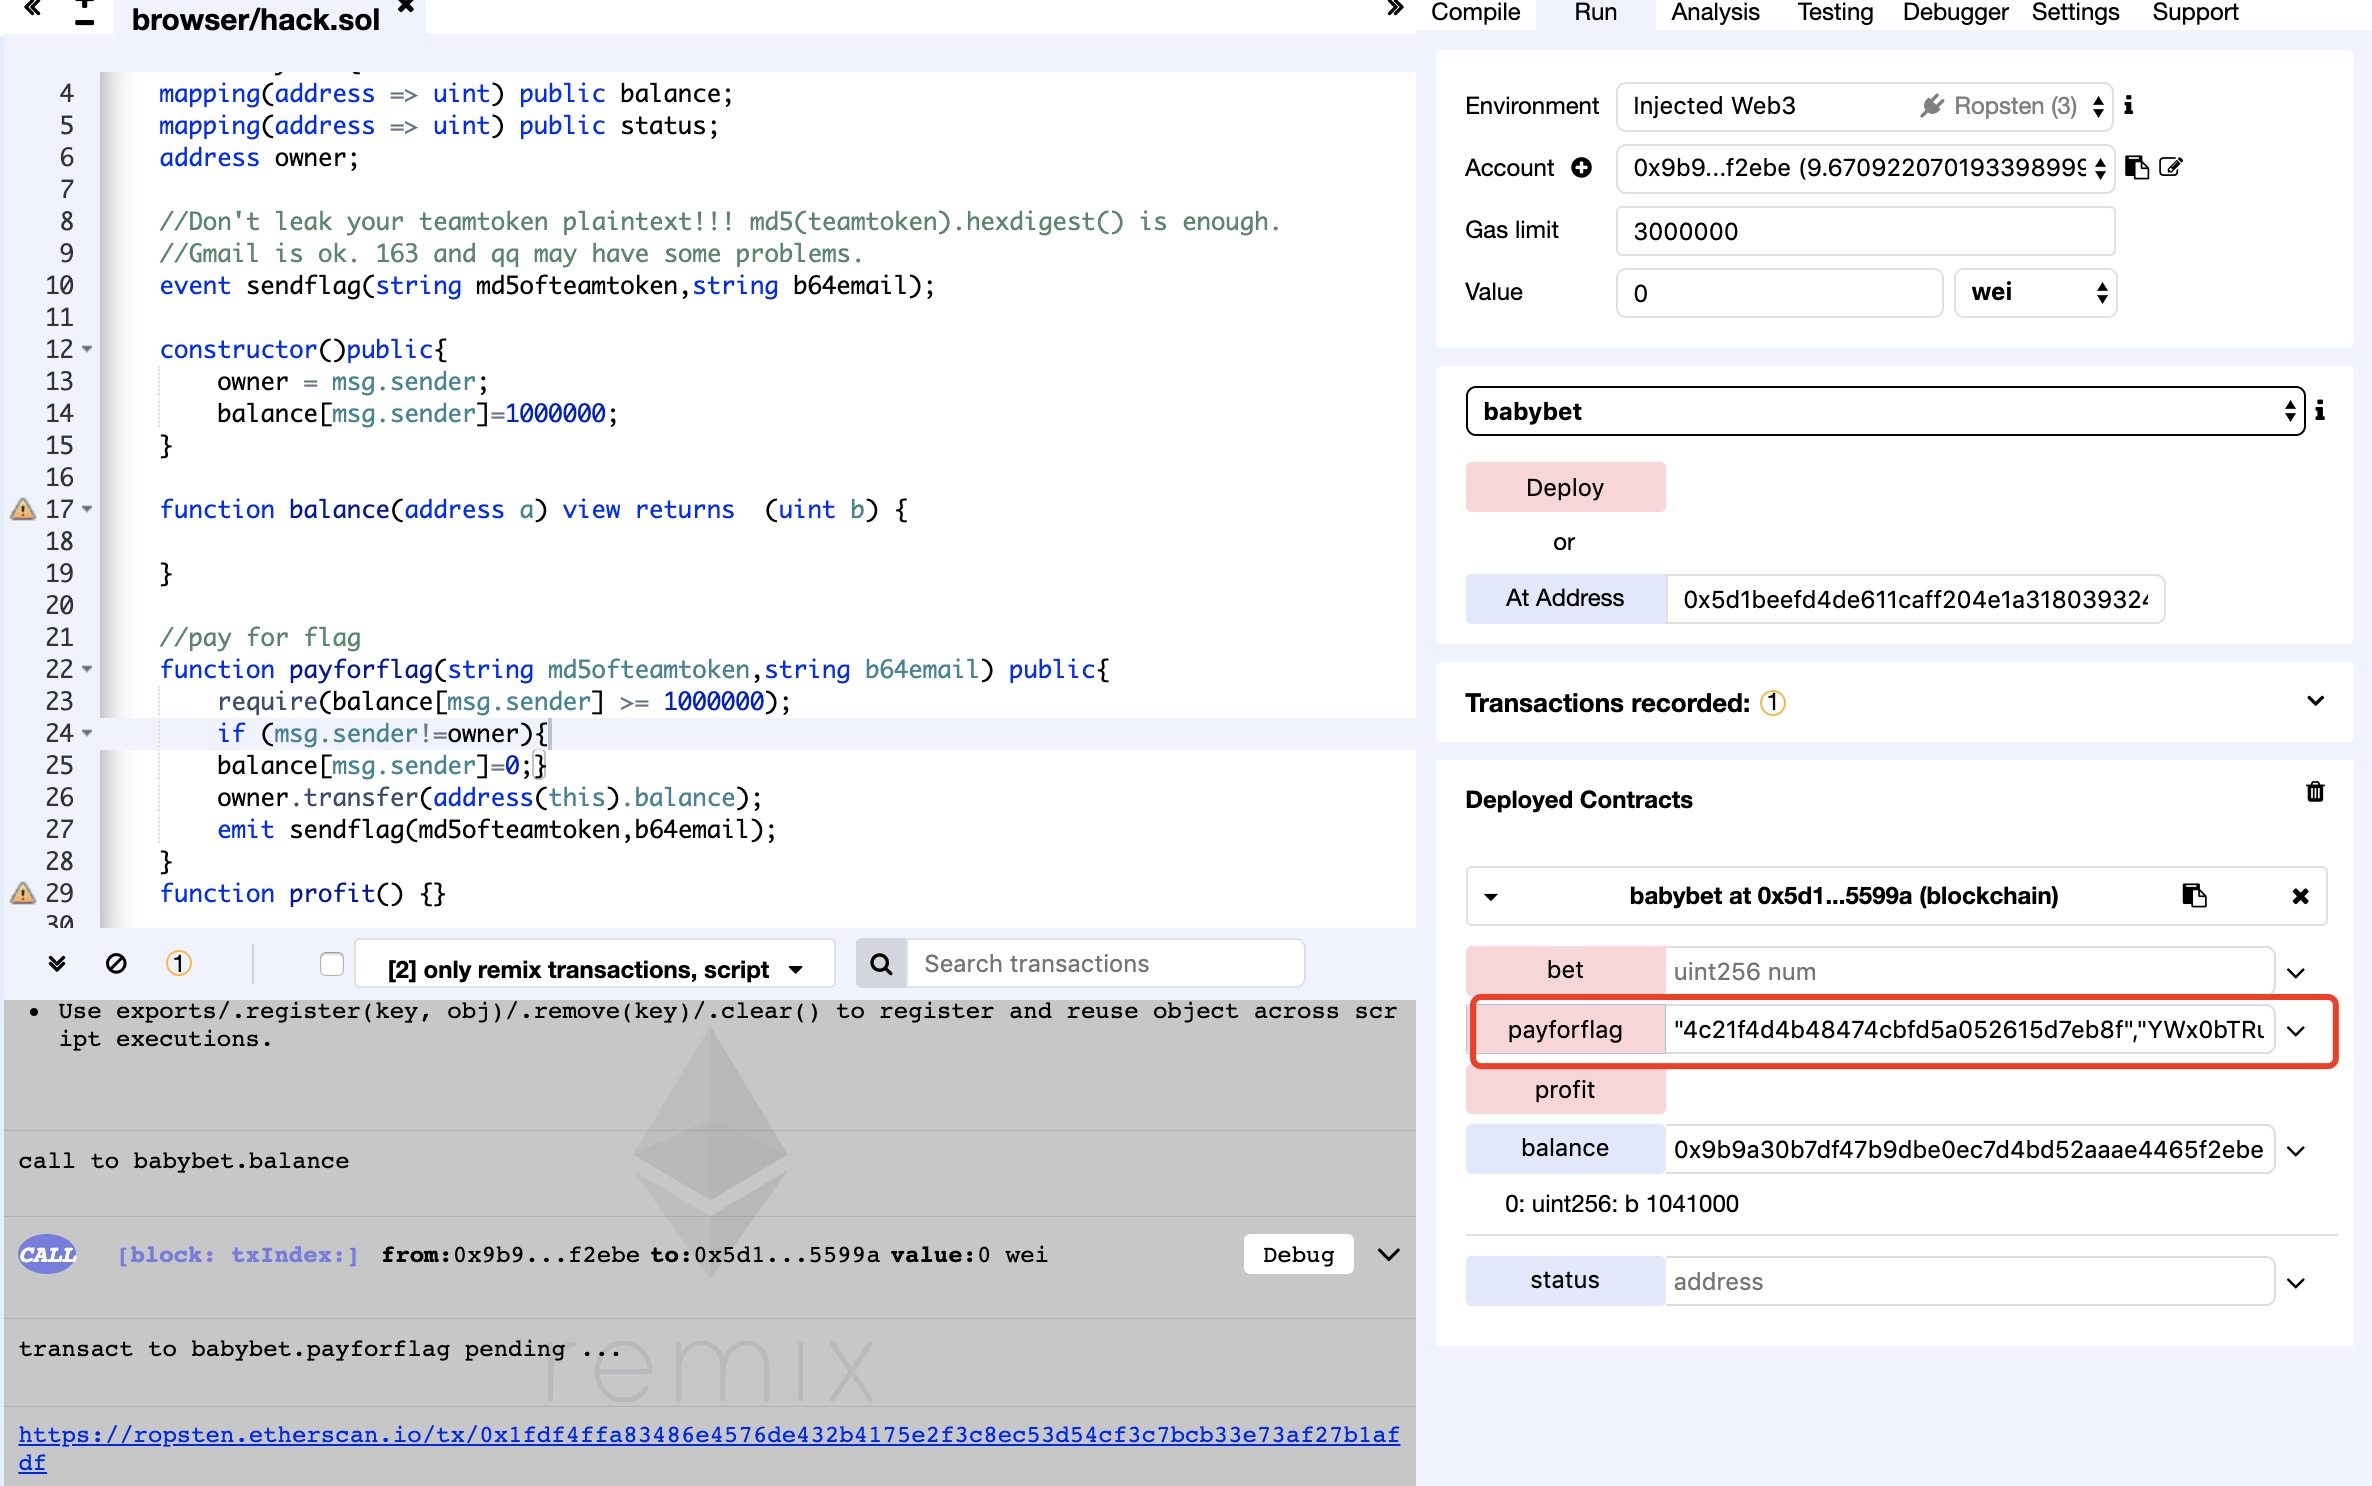 browser/hack.sol
4 mapping(address => uint) public balance;
5 mapping(address => uint) public status;
6 address owner;
7
8 //Don't leak your teamtoken plaintext!!! md5(teamtoken).hexdigest() is enough.
9 //Gmail is ok. 163 and qq may have some problems.
10 event sendflag(string md5ofteamtoken,string b64email);
11
12 constructor()public{
13 owner = msg.sender;
14 balance[msg.sender]=1000000;
15 }
16
17 function balance(address a) view returns  (uint b) {
18
19 }
20
21 //pay for flag
22 function payforflag(string md5ofteamtoken,string b64email) public{
23 require(balance[msg.sender] >= 1000000);
24 if (msg.sender!=owner){
25 balance[msg.sender]=0;}
26 owner.transfer(address(this).balance);
27 emit sendflag(md5ofteamtoken,b64email);
28 }
29 function profit() {}
30
1 [2] only remix transactions, script Search transactions
• Use exports/.register(key, obj)/.remove(key)/.clear() to register and reuse object across scr
ipt executions.
call to babybet.balance
CALL [block: txIndex:] from:0x9b9...f2ebe to:0x5d1...5599a value:0 wei Debug
transact to babybet.payforflag pending ...
remix
https://ropsten.etherscan.io/tx/0x1fdf4ffa83486e4576de432b4175e2f3c8ec53d54cf3c7bcb33e73af27b1af
df
Compile Run Analysis Testing Debugger Settings Support
Environment Injected Web3 Ropsten (3)
Account 0x9b9...f2ebe (9.670922070193398999
Gas limit 3000000
Value 0 wei
babybet
Deploy
or
At Address 0x5d1beefd4de611caff204e1a31803932
Transactions recorded: 1
Deployed Contracts
babybet at 0x5d1...5599a (blockchain)
bet uint256 num
payforflag "4c21f4d4b48474cbfd5a052615d7eb8f","YWx0bTR
profit
balance 0x9b9a30b7df47b9dbe0ec7d4bd52aaae4465f2ebe
0: uint256: b 1041000
status address